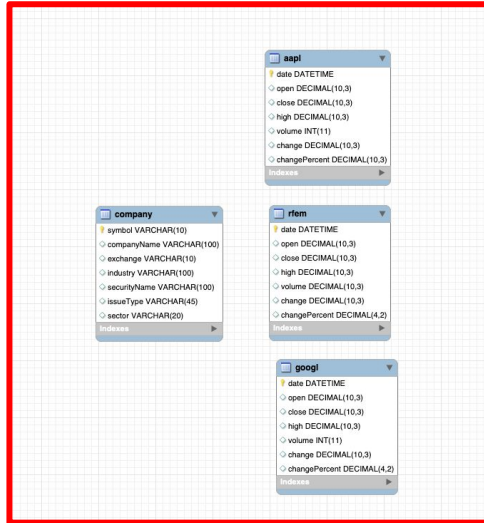 aapl
date DATETIME
open DECIMAL(10,3)
close DECIMAL(10,3)
high DECIMAL(10,3)
volume INT(11)
change DECIMAL(10,3)
changePercent DECIMAL(10,3)
Indexes
company
symbol VARCHAR(10)
companyName VARCHAR(100)
exchange VARCHAR(10)
industry VARCHAR(100)
securityName VARCHAR(100)
issueType VARCHAR(45)
sector VARCHAR(20)
Indexes
rfem
date DATETIME
open DECIMAL(10,3)
close DECIMAL(10,3)
high DECIMAL(10,3)
volume DECIMAL(10,3)
change DECIMAL(10,3)
changePercent DECIMAL(4,2)
Indexes
googl
date DATETIME
open DECIMAL(10,3)
close DECIMAL(10,3)
high DECIMAL(10,3)
volume INT(11)
change DECIMAL(10,3)
changePercent DECIMAL(4,2)
Indexes